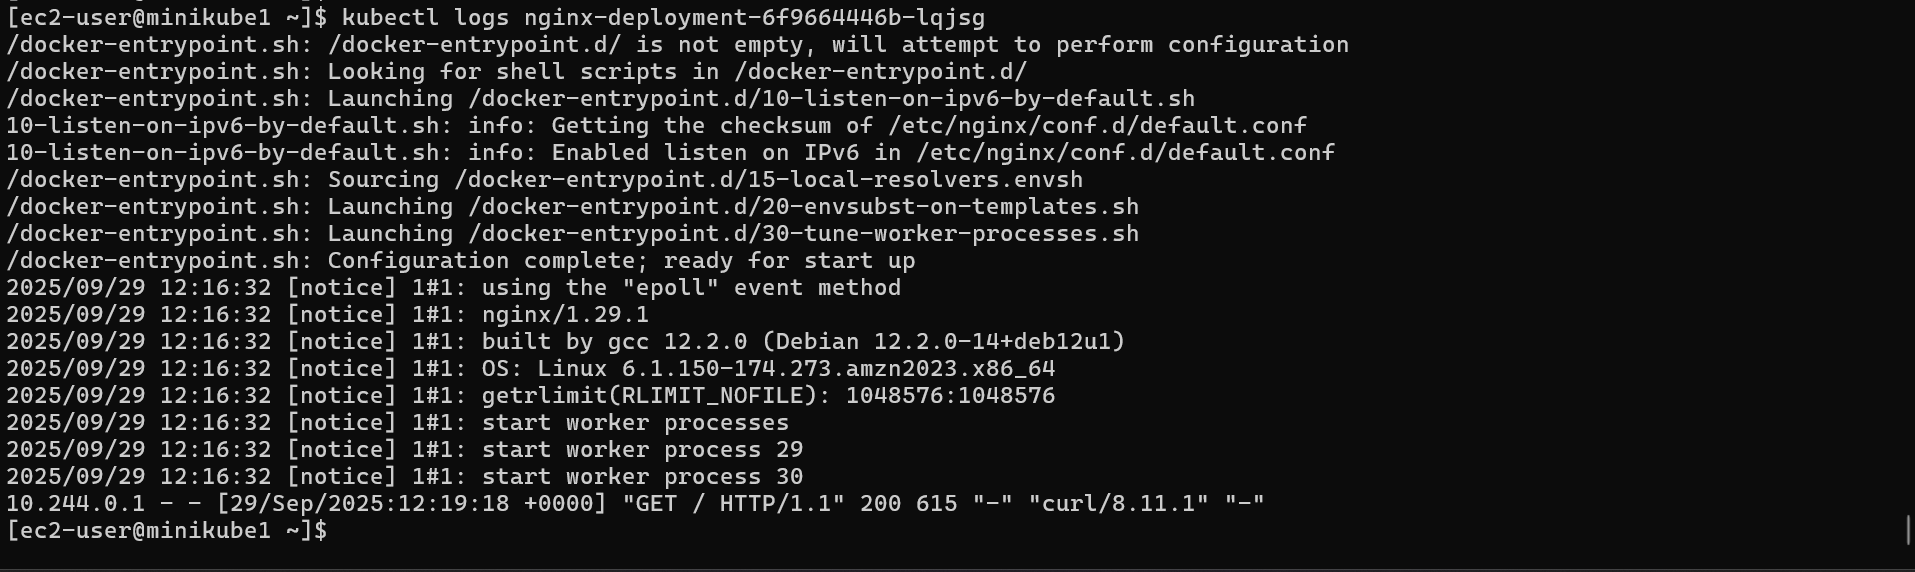 [ec2-user@minikube1 ~]$ kubectl logs nginx-deployment-6f9664446b-lqjsg
/docker-entrypoint.sh: /docker-entrypoint.d/ is not empty, will attempt to perform configuration
/docker-entrypoint.sh: Looking for shell scripts in /docker-entrypoint.d/
/docker-entrypoint.sh: Launching /docker-entrypoint.d/10-listen-on-ipv6-by-default.sh
10-listen-on-ipv6-by-default.sh: info: Getting the checksum of /etc/nginx/conf.d/default.conf
10-listen-on-ipv6-by-default.sh: info: Enabled listen on IPv6 in /etc/nginx/conf.d/default.conf
/docker-entrypoint.sh: Sourcing /docker-entrypoint.d/15-local-resolvers.envsh
/docker-entrypoint.sh: Launching /docker-entrypoint.d/20-envsubst-on-templates.sh
/docker-entrypoint.sh: Launching /docker-entrypoint.d/30-tune-worker-processes.sh
/docker-entrypoint.sh: Configuration complete; ready for start up
2025/09/29 12:16:32 [notice] 1#1: using the "epoll" event method
2025/09/29 12:16:32 [notice] 1#1: nginx/1.29.1
2025/09/29 12:16:32 [notice] 1#1: built by gcc 12.2.0 (Debian 12.2.0-14+deb12u1)
2025/09/29 12:16:32 [notice] 1#1: OS: Linux 6.1.150-174.273.amzn2023.x86_64
2025/09/29 12:16:32 [notice] 1#1: getrlimit(RLIMIT_NOFILE): 1048576:1048576
2025/09/29 12:16:32 [notice] 1#1: start worker processes
2025/09/29 12:16:32 [notice] 1#1: start worker process 29
2025/09/29 12:16:32 [notice] 1#1: start worker process 30
10.244.0.1 - - [29/Sep/2025:12:19:18 +0000] "GET / HTTP/1.1" 200 615 "-" "curl/8.11.1" "-"
[ec2-user@minikube1 ~]$